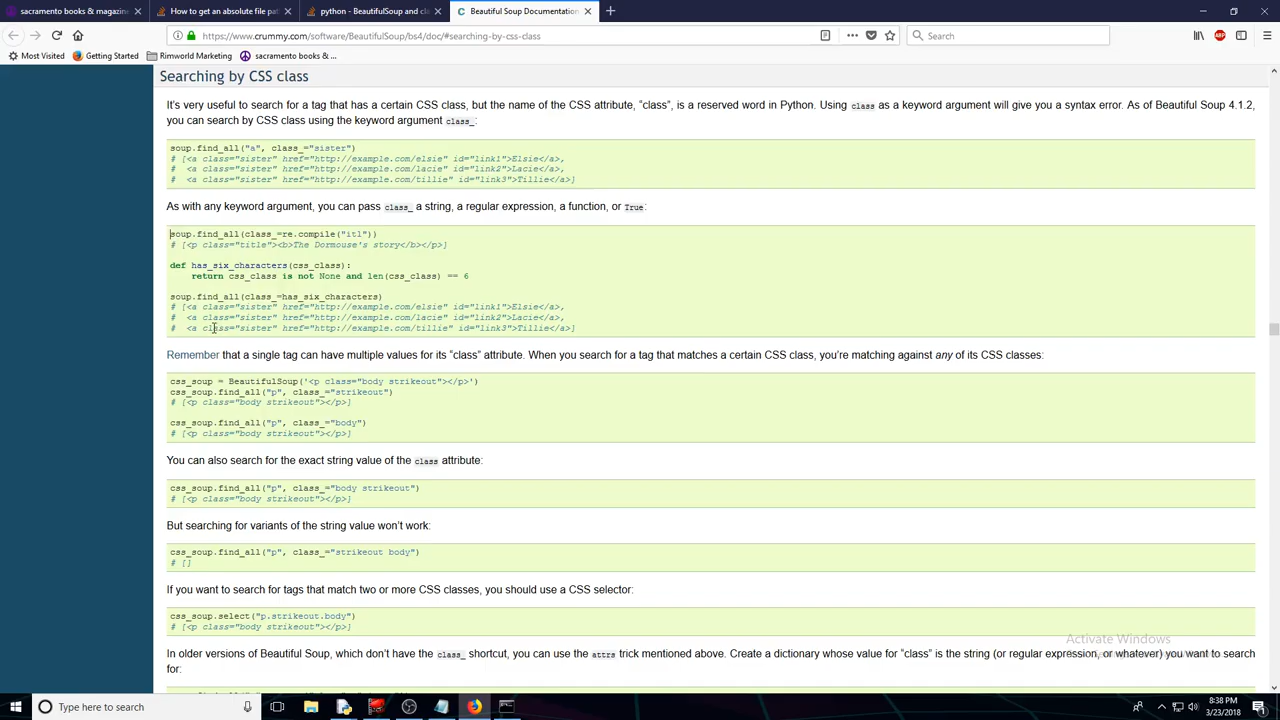 sacramento books & magazine
How to get an absolute file pat
python - BeautifulSoup and cla
Beautiful Soup Documentation
https://www.crummy.com/software/BeautifulSoup/bs4/doc/#searching-by-css-class
Search
Most Visited
Getting Started
Rimworld Marketing
sacramento books & ...
Searching by CSS class
It's very useful to search for a tag that has a certain CSS class, but the name of the CSS attribute, "class", is a reserved word in Python. Using class as a keyword argument will give you a syntax error. As of Beautiful Soup 4.1.2,
you can search by CSS class using the keyword argument class_:
soup.find_all("a", class_="sister")
# [<a class="sister" href="http://example.com/elsie" id="link1">Elsie</a>,
#  <a class="sister" href="http://example.com/lacie" id="link2">Lacie</a>,
#  <a class="sister" href="http://example.com/tillie" id="link3">Tillie</a>]
As with any keyword argument, you can pass class_ a string, a regular expression, a function, or True:
soup.find_all(class_=re.compile("itl"))
# [<p class="title"><b>The Dormouse's story</b></p>]
def has_six_characters(css_class):
    return css_class is not None and len(css_class) == 6
soup.find_all(class_=has_six_characters)
# [<a class="sister" href="http://example.com/elsie" id="link1">Elsie</a>,
#  <a class="sister" href="http://example.com/lacie" id="link2">Lacie</a>,
#  <a class="sister" href="http://example.com/tillie" id="link3">Tillie</a>]
Remember that a single tag can have multiple values for its "class" attribute. When you search for a tag that matches a certain CSS class, you're matching against any of its CSS classes:
css_soup = BeautifulSoup('<p class="body strikeout"></p>')
css_soup.find_all("p", class_="strikeout")
# [<p class="body strikeout"></p>]
css_soup.find_all("p", class_="body")
# [<p class="body strikeout"></p>]
You can also search for the exact string value of the class attribute:
css_soup.find_all("p", class_="body strikeout")
# [<p class="body strikeout"></p>]
But searching for variants of the string value won't work:
css_soup.find_all("p", class_="strikeout body")
# []
If you want to search for tags that match two or more CSS classes, you should use a CSS selector:
css_soup.select("p.strikeout.body")
# [<p class="body strikeout"></p>]
Activate Windows
In older versions of Beautiful Soup, which don't have the class_ shortcut, you can use the attrs trick mentioned above. Create a dictionary whose value for "class" is the string (or regular expression, or whatever) you want to search
for:
Type here to search
8:38 PM
3/23/2018